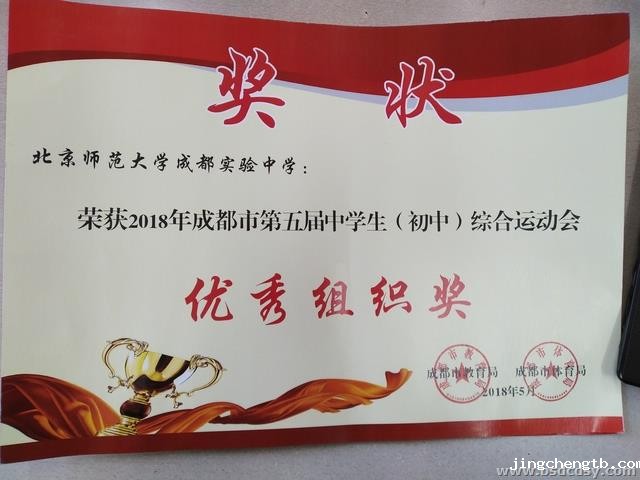 奖 状
北京师范大学成都实验中学：
荣获2018年成都市第五届中学生（初中）综合运动会
优秀组织奖
成都市教育局 成都市体育局
2018年5月
jingchengtb.com